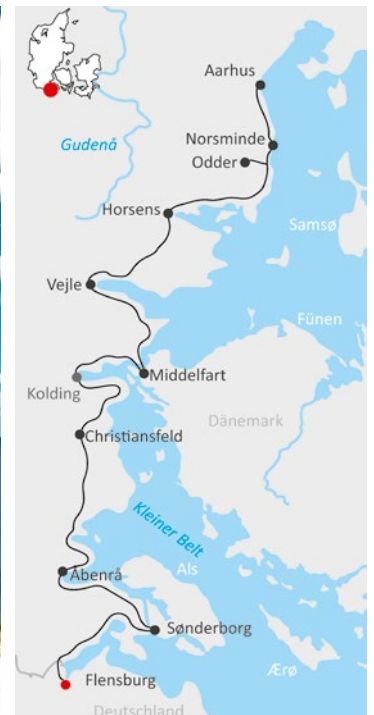 Aarhus
Gudenå
Norsminde
Odder
Horsens
Samsø
Vejle
Fünen
Middelfart
Kolding
Dänemark
Christiansfeld
Kleiner Belt
Åbenrå
Als
Sønderborg
Ærø
Flensburg
Deutschland